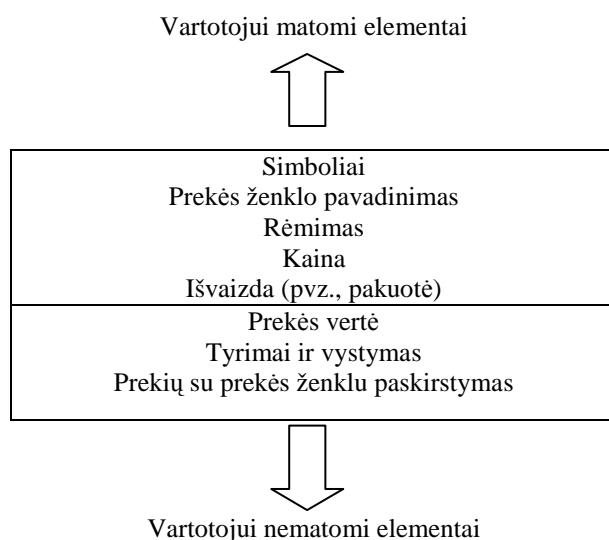 Vartotojui matomi elementai
Simboliai
Prekės ženklo pavadinimas
Rėmimas
Kaina
Išvaizda (pvz., pakuotė)
Prekės vertė
Tyrimai ir vystymas
Prekių su prekės ženklu paskirstymas
Vartotojui nematomi elementai